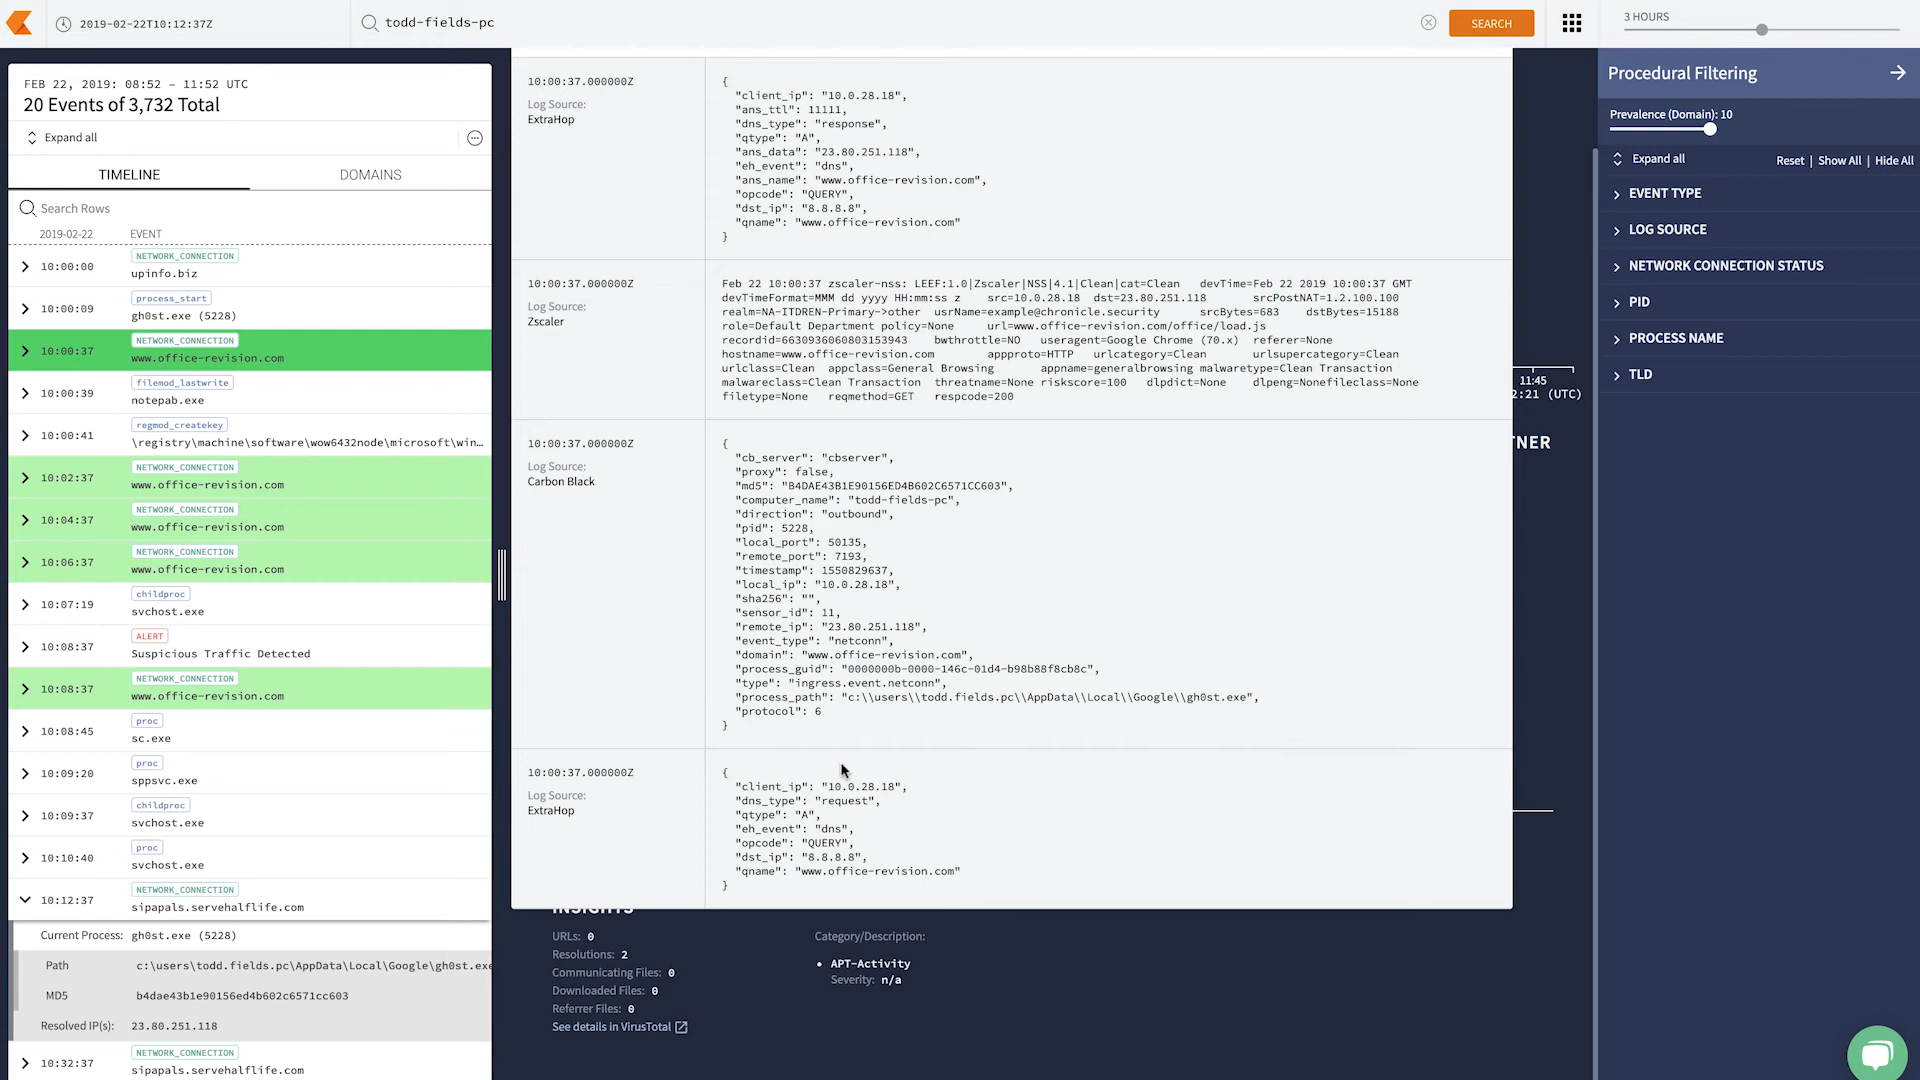 2019-02-22T10:12:37Z
todd-fields-pc
SEARCH
3 HOURS
FEB 22, 2019: 08:52 – 11:52 UTC
20 Events of 3,732 Total
Expand all
TIMELINE
DOMAINS
Search Rows
2019-02-22
EVENT
10:00:00
NETWORK_CONNECTION
upinfo.biz
10:00:09
process_start
gh0st.exe (5228)
10:00:37
NETWORK_CONNECTION
www.office-revision.com
10:00:39
filemod_lastwrite
notepab.exe
10:00:41
regmod_createkey
\registry\machine\software\wow6432node\microsoft\win…
10:02:37
NETWORK_CONNECTION
www.office-revision.com
10:04:37
NETWORK_CONNECTION
www.office-revision.com
10:06:37
NETWORK_CONNECTION
www.office-revision.com
10:07:19
childproc
svchost.exe
10:08:37
ALERT
Suspicious Traffic Detected
10:08:37
NETWORK_CONNECTION
www.office-revision.com
10:08:45
proc
sc.exe
10:09:20
proc
sppsvc.exe
10:09:37
childproc
svchost.exe
10:10:40
proc
svchost.exe
10:12:37
NETWORK_CONNECTION
sipapals.servehalflife.com
Current Process: gh0st.exe (5228)
Path c:\users\todd.fields.pc\AppData\Local\Google\gh0st.exe
MD5 b4dae43b1e90156ed4b602c6571cc603
Resolved IP(s): 23.80.251.118
10:32:37
NETWORK_CONNECTION
sipapals.servehalflife.com
10:00:37.000000Z
Log Source:
ExtraHop
{
"client_ip": "10.0.28.18",
"ans_ttl": 11111,
"dns_type": "response",
"qtype": "A",
"ans_data": "23.80.251.118",
"eh_event": "dns",
"ans_name": "www.office-revision.com",
"opcode": "QUERY",
"dst_ip": "8.8.8.8",
"qname": "www.office-revision.com"
}
10:00:37.000000Z
Log Source:
Zscaler
Feb 22 10:00:37 zscaler-nss: LEEF:1.0|Zscaler|NSS|4.1|Clean|cat=Clean devTime=Feb 22 2019 10:00:37 GMT
devTimeFormat=MMM dd yyyy HH:mm:ss z src=10.0.28.18 dst=23.80.251.118 srcPostNAT=1.2.100.100
realm=NA-ITDREN-Primary->other usrName=example@chronicle.security srcBytes=683 dstBytes=15188
role=Default Department policy=None url=www.office-revision.com/office/load.js
recordid=6630936060803153943 bwthrottle=NO useragent=Google Chrome (70.x) referer=None
hostname=www.office-revision.com appproto=HTTP urlcategory=Clean urlsupercategory=Clean
urlclass=Clean appclass=General Browsing appname=generalbrowsing malwaretype=Clean Transaction
malwareclass=Clean Transaction threatname=None riskscore=100 dlpdict=None dlpeng=Nonefileclass=None
filetype=None reqmethod=GET respcode=200
10:00:37.000000Z
Log Source:
Carbon Black
{
"cb_server": "cbserver",
"proxy": false,
"md5": "B4DAE43B1E90156ED4B602C6571CC603",
"computer_name": "todd-fields-pc",
"direction": "outbound",
"pid": 5228,
"local_port": 50135,
"remote_port": 7193,
"timestamp": 1550829637,
"local_ip": "10.0.28.18",
"sha256": "",
"sensor_id": 11,
"remote_ip": "23.80.251.118",
"event_type": "netconn",
"domain": "www.office-revision.com",
"process_guid": "0000000b-0000-146c-01d4-b98b88f8cb8c",
"type": "ingress.event.netconn",
"process_path": "c:\\users\\todd.fields.pc\\AppData\\Local\\Google\\gh0st.exe",
"protocol": 6
}
10:00:37.000000Z
Log Source:
ExtraHop
{
"client_ip": "10.0.28.18",
"dns_type": "request",
"qtype": "A",
"eh_event": "dns",
"opcode": "QUERY",
"dst_ip": "8.8.8.8",
"qname": "www.office-revision.com"
}
INSIGHTS
URLs: 0
Resolutions: 2
Communicating Files: 0
Downloaded Files: 0
Referrer Files: 0
See details in VirusTotal
Category/Description:
• APT-Activity
Severity: n/a
11:45
2:21 (UTC)
TNER
Procedural Filtering
Prevalence (Domain): 10
Expand all
Reset | Show All | Hide All
EVENT TYPE
LOG SOURCE
NETWORK CONNECTION STATUS
PID
PROCESS NAME
TLD